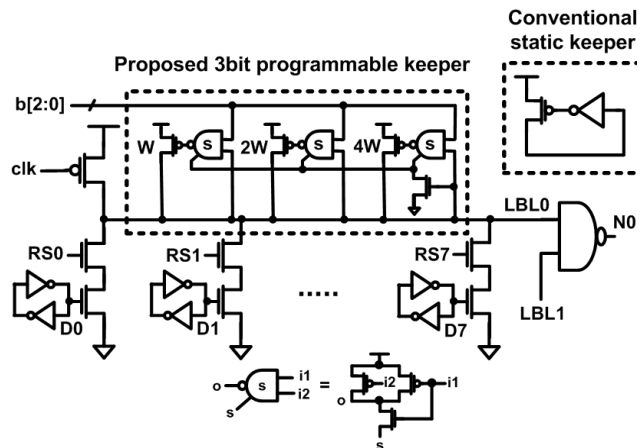 Conventional
static keeper
Proposed 3bit programmable keeper
b[2:0]
W
s
2W
s
4W
s
clk
LBL0
N0
RS0
RS1
RS7
LBL1
D0
D1
.....
D7
o
s
i1
i2
s
=
i2
i1
o
s